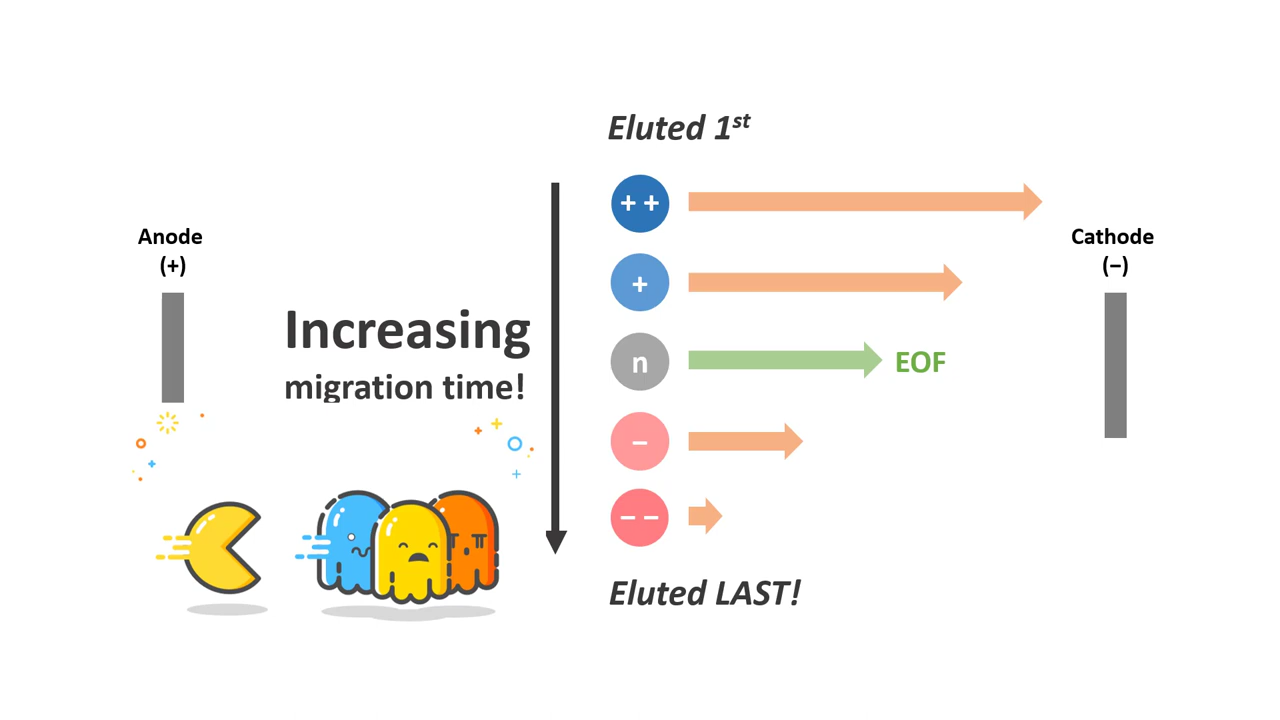 Eluted 1st
+ +
Anode
(+)
Cathode
(−)
+
Increasing
migration time!
n
EOF
−
− −
Eluted LAST!